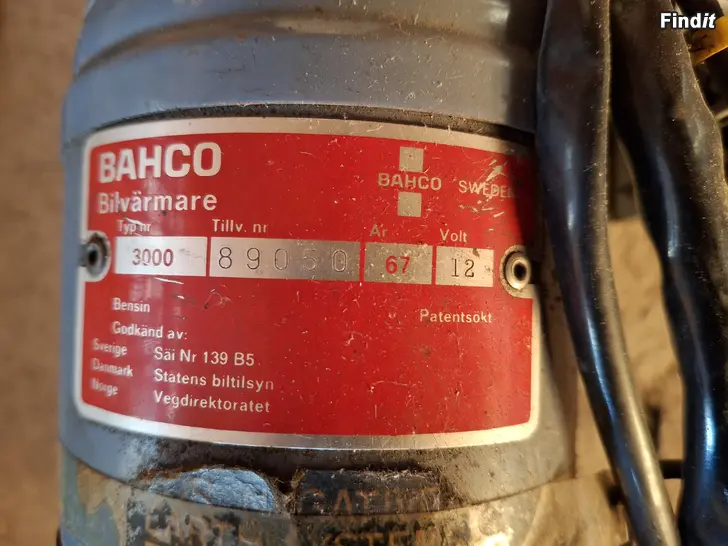 Findit
BAHCO
Bilvärmare
BAHCO SWEDEN
Typ nr Tillv. nr År Volt
3000 89050 67 12
Bensin
Patentsökt
Godkänd av:
Sverige Säi Nr 139 B5
Danmark Statens biltilsyn
Norge Vegdirektoratet